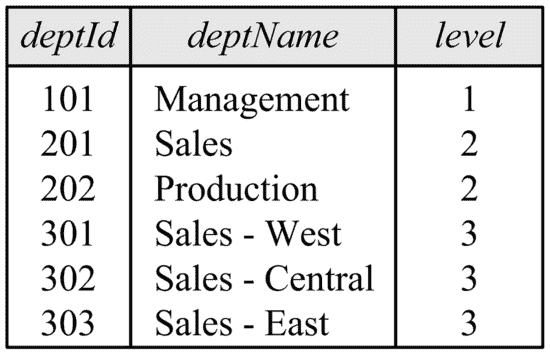 deptId deptName level
101 Management 1
201 Sales 2
202 Production 2
301 Sales - West 3
302 Sales - Central 3
303 Sales - East 3